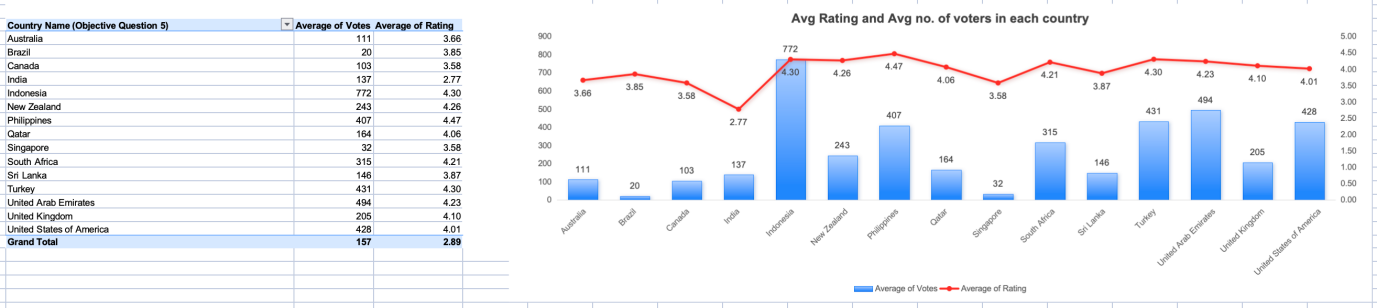 Country Name (Objective Question 5) Average of Votes Average of Rating
Australia 111 3.66
Brazil 20 3.85
Canada 103 3.58
India 137 2.77
Indonesia 772 4.30
New Zealand 243 4.26
Philippines 407 4.47
Qatar 164 4.06
Singapore 32 3.58
South Africa 315 4.21
Sri Lanka 146 3.87
Turkey 431 4.30
United Arab Emirates 494 4.23
United Kingdom 205 4.10
United States of America 428 4.01
Grand Total 157 2.89
Avg Rating and Avg no. of voters in each country
900
800
700
600
500
400
300
200
100
0
3.66 3.85 3.58 2.77 4.30 4.26 4.47 4.06 3.58 4.21 3.87 4.30 4.23 4.10 4.01
111 20 103 137 772 243 407 164 32 315 146 431 494 205 428
5.00
4.50
4.00
3.50
3.00
2.50
2.00
1.50
1.00
0.50
0.00
Australia
Brazil
Canada
India
Indonesia
New Zealand
Philippines
Qatar
Singapore
South Africa
Sri Lanka
Turkey
United Arab Emirates
United Kingdom
United States of America
Average of Votes Average of Rating